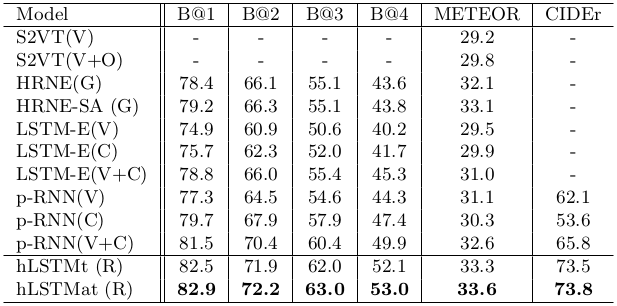 Model B@1 B@2 B@3 B@4 METEOR CIDEr
S2VT(V) - - - - 29.2 -
S2VT(V+O) - - - - 29.8 -
HRNE(G) 78.4 66.1 55.1 43.6 32.1 -
HRNE-SA (G) 79.2 66.3 55.1 43.8 33.1 -
LSTM-E(V) 74.9 60.9 50.6 40.2 29.5 -
LSTM-E(C) 75.7 62.3 52.0 41.7 29.9 -
LSTM-E(V+C) 78.8 66.0 55.4 45.3 31.0 -
p-RNN(V) 77.3 64.5 54.6 44.3 31.1 62.1
p-RNN(C) 79.7 67.9 57.9 47.4 30.3 53.6
p-RNN(V+C) 81.5 70.4 60.4 49.9 32.6 65.8
hLSTMt (R) 82.5 71.9 62.0 52.1 33.3 73.5
hLSTMat (R) 82.9 72.2 63.0 53.0 33.6 73.8